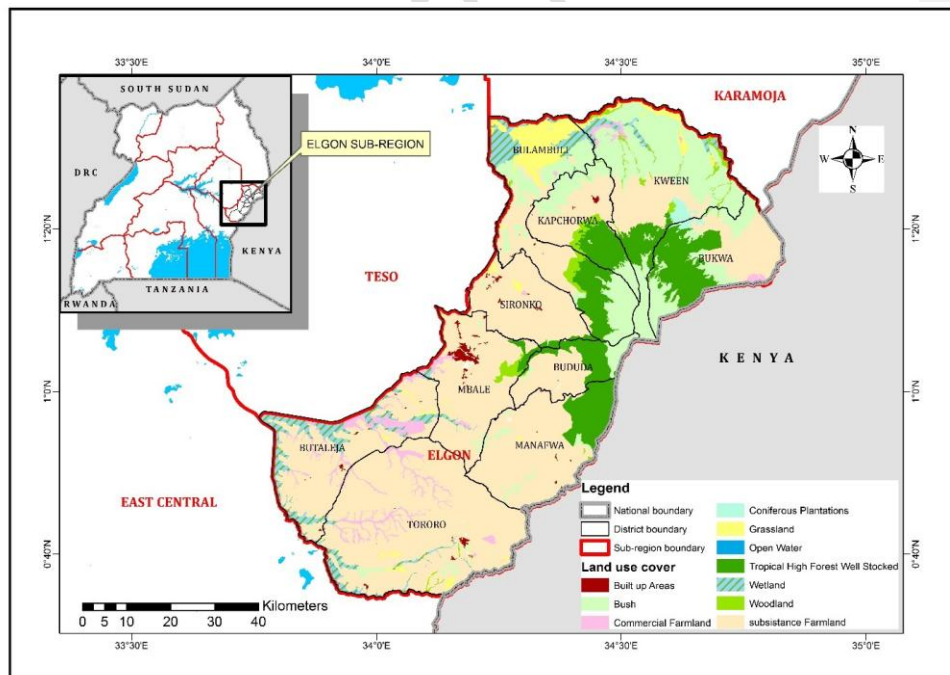 33°30'E
34°0'E
34°30'E
35°0'E
SOUTH SUDAN
DRC
KENYA
TANZANIA
RWANDA
ELGON SUB-REGION
KARAMOJA
N
W
E
S
BULAMBULI
KWEEN
KAPCHORWA
BUKWA
1°20'N
1°20'N
TESO
SIRONKO
KENYA
BUDUDA
MBALE
1°0'N
1°0'N
MANAFWA
BUTALEJA
ELGON
EAST CENTRAL
TORORO
0°40'N
0°40'N
Legend
National boundary
District boundary
Sub-region boundary
Land use cover
Built up Areas
Bush
Commercial Farmland
Coniferous Plantations
Grassland
Open Water
Tropical High Forest Well Stocked
Wetland
Woodland
subsistance Farmland
Kilometers
0 5 10 20 30 40
33°30'E
34°0'E
34°30'E
35°0'E